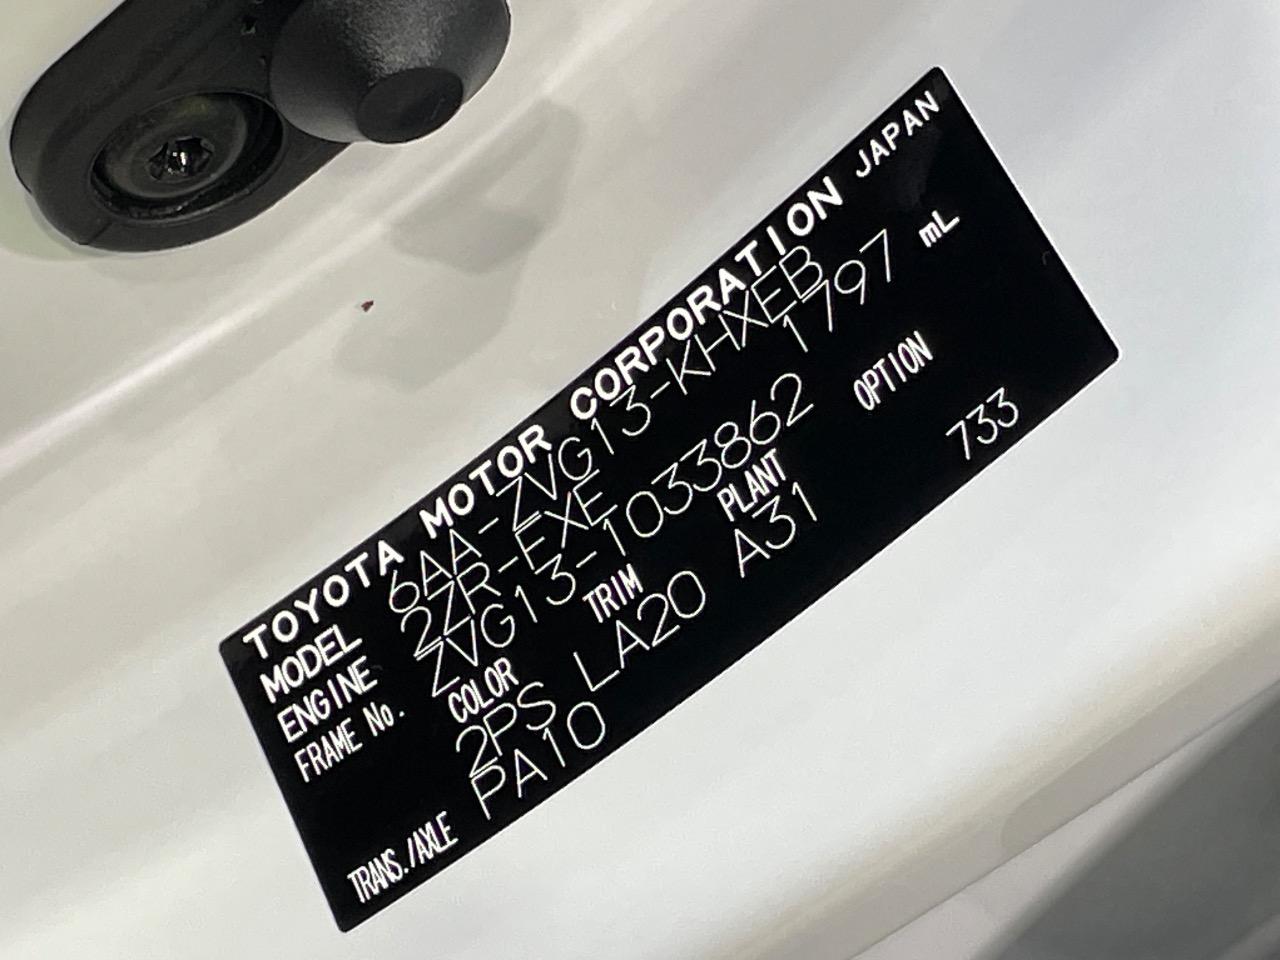 TOYOTA MOTOR CORPORATION JAPAN
MODEL 6AA-ZVG13-KHXEB
ENGINE 2ZR-EXE 1797 mL
FRAME No. ZVG13-1033862
COLOR TRIM PLANT OPTION
2PS LA20 A31 733
TRANS./AXLE PA10